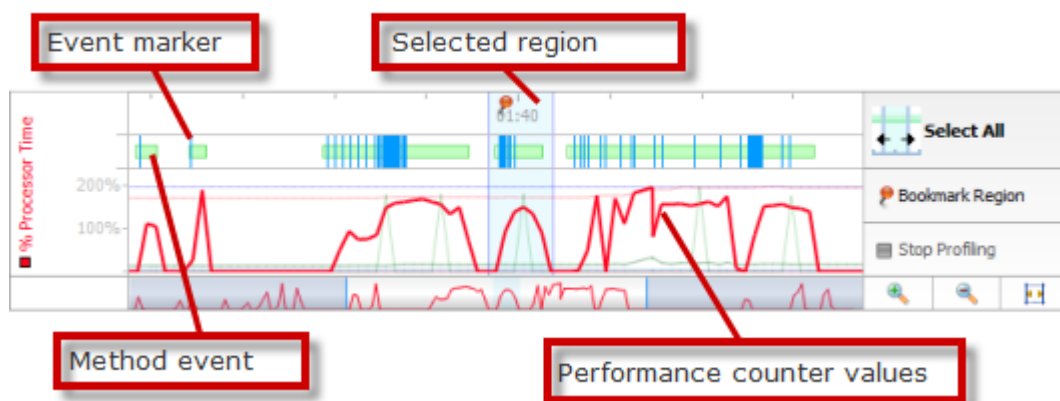 Event marker
Selected region
01:40
% Processor Time
Select All
200%
Bookmark Region
100%
Stop Profiling
Method event
Performance counter values